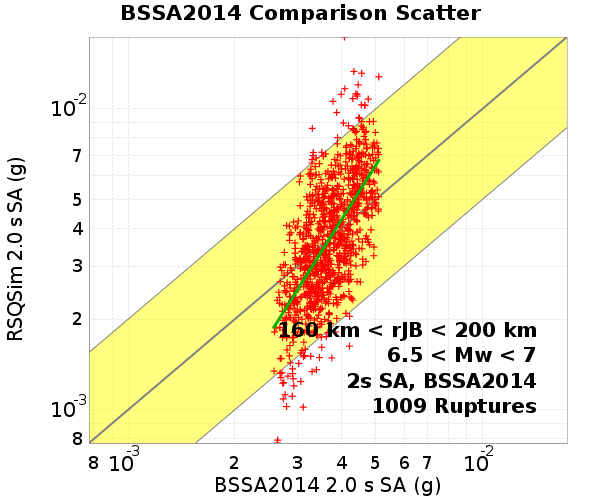 BSSA2014 Comparison Scatter
RSQSim 2.0 s SA (g)
10-2
7
5
4
3
2
10-3
8
160 km < rJB < 200 km
6.5 < Mw < 7
2s SA, BSSA2014
1009 Ruptures
8 10-3 2 3 4 5 6 7 10-2
BSSA2014 2.0 s SA (g)